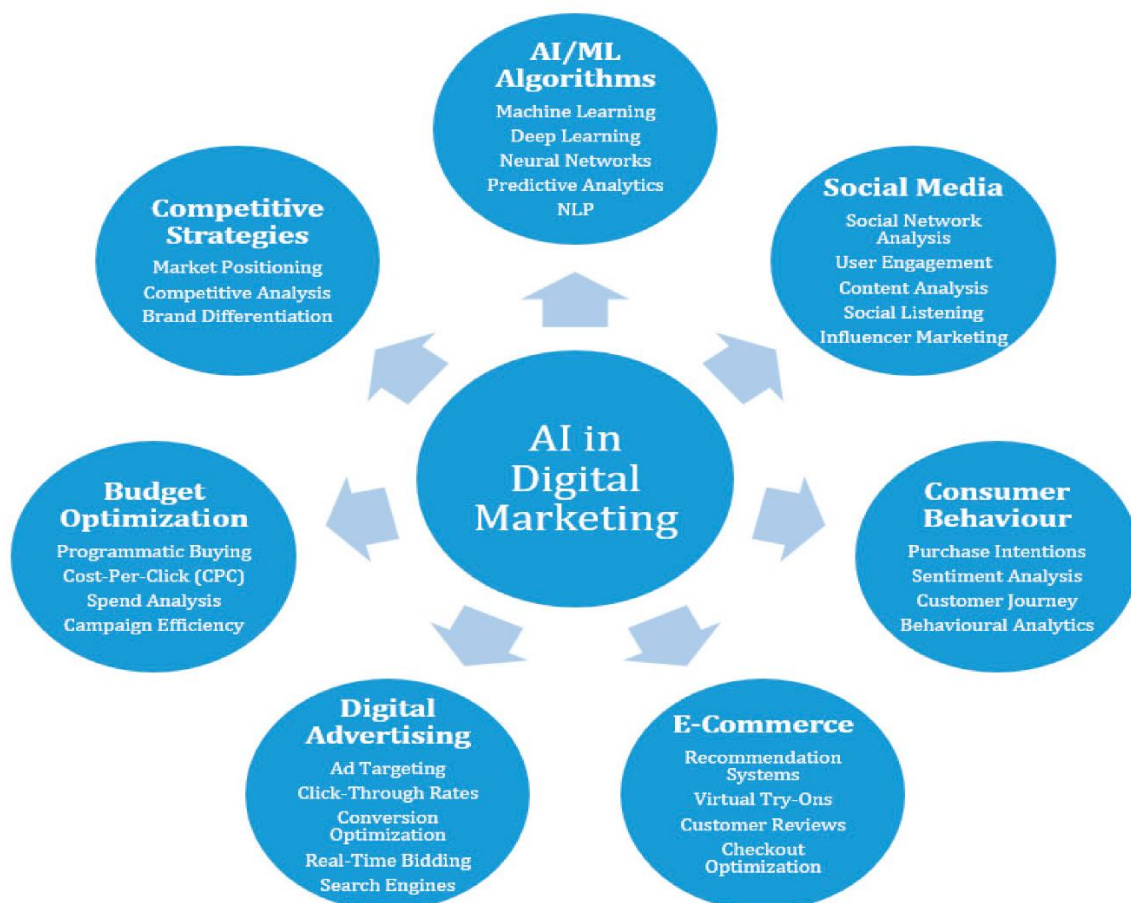 AI/ML
Algorithms
Machine Learning
Deep Learning
Neural Networks
Predictive Analytics
NLP
Social Media
Social Network
Analysis
User Engagement
Content Analysis
Social Listening
Influencer Marketing
Consumer
Behaviour
Purchase Intentions
Sentiment Analysis
Customer Journey
Behavioural Analytics
E-Commerce
Recommendation
Systems
Virtual Try-Ons
Customer Reviews
Checkout
Optimization
Digital
Advertising
Ad Targeting
Click-Through Rates
Conversion
Optimization
Real-Time Bidding
Search Engines
Budget
Optimization
Programmatic Buying
Cost-Per-Click (CPC)
Spend Analysis
Campaign Efficiency
Competitive
Strategies
Market Positioning
Competitive Analysis
Brand Differentiation
AI in
Digital
Marketing